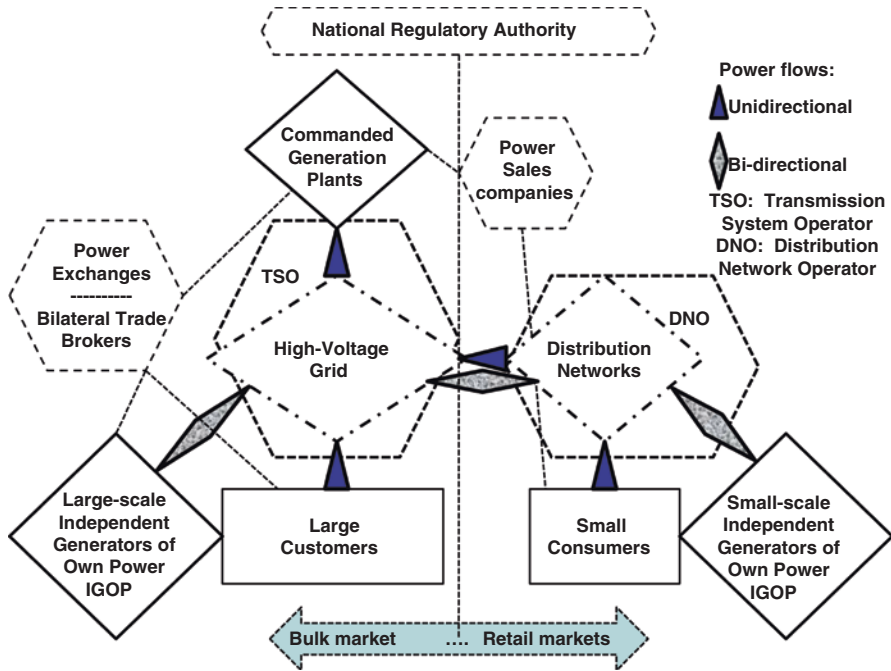 National Regulatory Authority
Power flows:
Unidirectional
Bi-directional
TSO: Transmission
System Operator
DNO: Distribution
Network Operator
Commanded
Generation
Plants
Power
Sales
companies
Power
Exchanges
----------
Bilateral Trade
Brokers
TSO
High-Voltage
Grid
DNO
Distribution
Networks
Large-scale
Independent
Generators of
Own Power
IGOP
Large
Customers
Small
Consumers
Small-scale
Independent
Generators of
Own Power
IGOP
Bulk market .... Retail markets